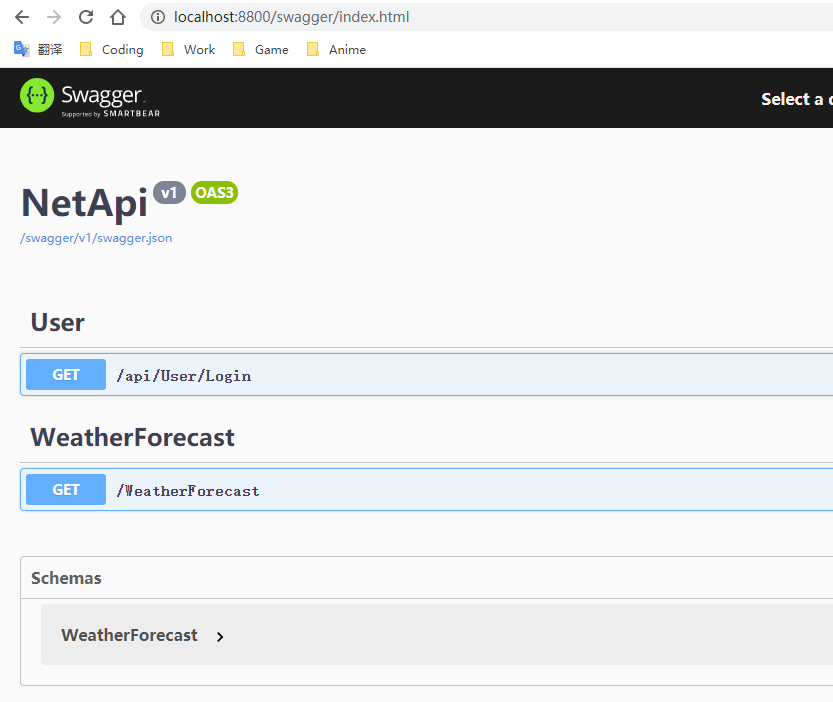 localhost:8800/swagger/index.html
翻译 Coding Work Game Anime
{···} Swagger
Supported by SMARTBEAR
Select a
NetApi v1 OAS3
/swagger/v1/swagger.json
User
GET /api/User/Login
WeatherForecast
GET /WeatherForecast
Schemas
WeatherForecast